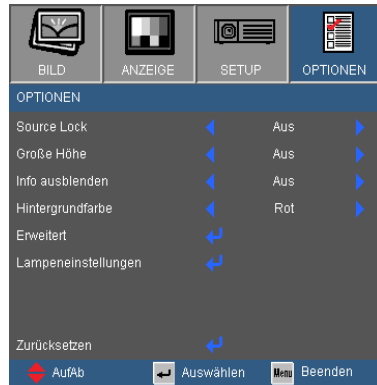 BILD ANZEIGE SETUP OPTIONEN
OPTIONEN
Source Lock Aus
Große Höhe Aus
Info ausblenden Aus
Hintergrundfarbe Rot
Erweitert
Lampeneinstellungen
Zurücksetzen
AufAb Auswählen Menu Beenden